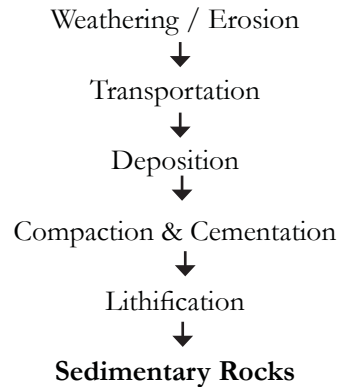 Weathering / Erosion
Transportation
Deposition
Compaction & Cementation
Lithification
Sedimentary Rocks